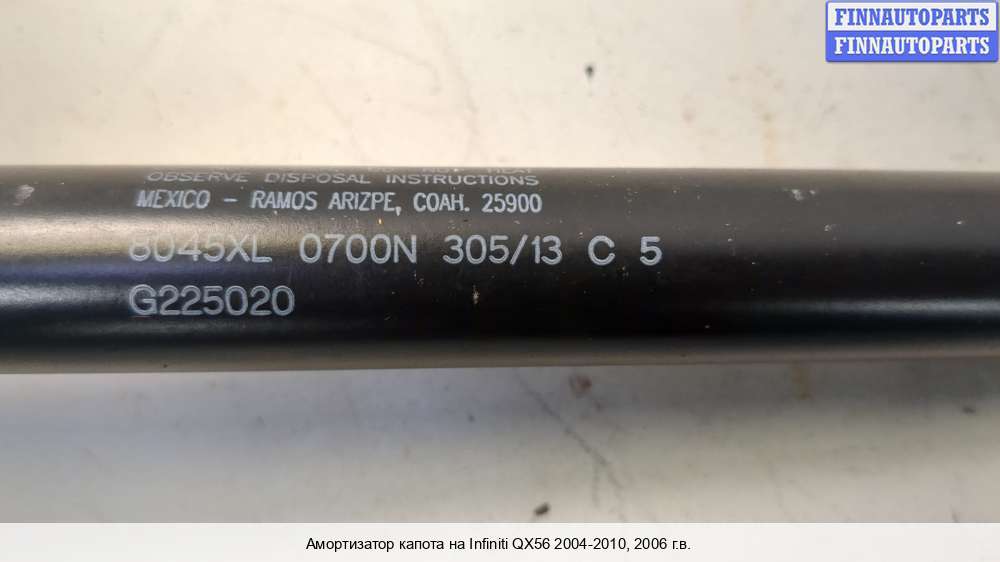 FINNAUTOPARTS
FINNAUTOPARTS
OBSERVE DISPOSAL INSTRUCTIONS
MEXICO - RAMOS ARIZPE, COAH. 25900
8045XL 0700N 305/13 C 5
G225020
Амортизатор капота на Infiniti QX56 2004-2010, 2006 г.в.